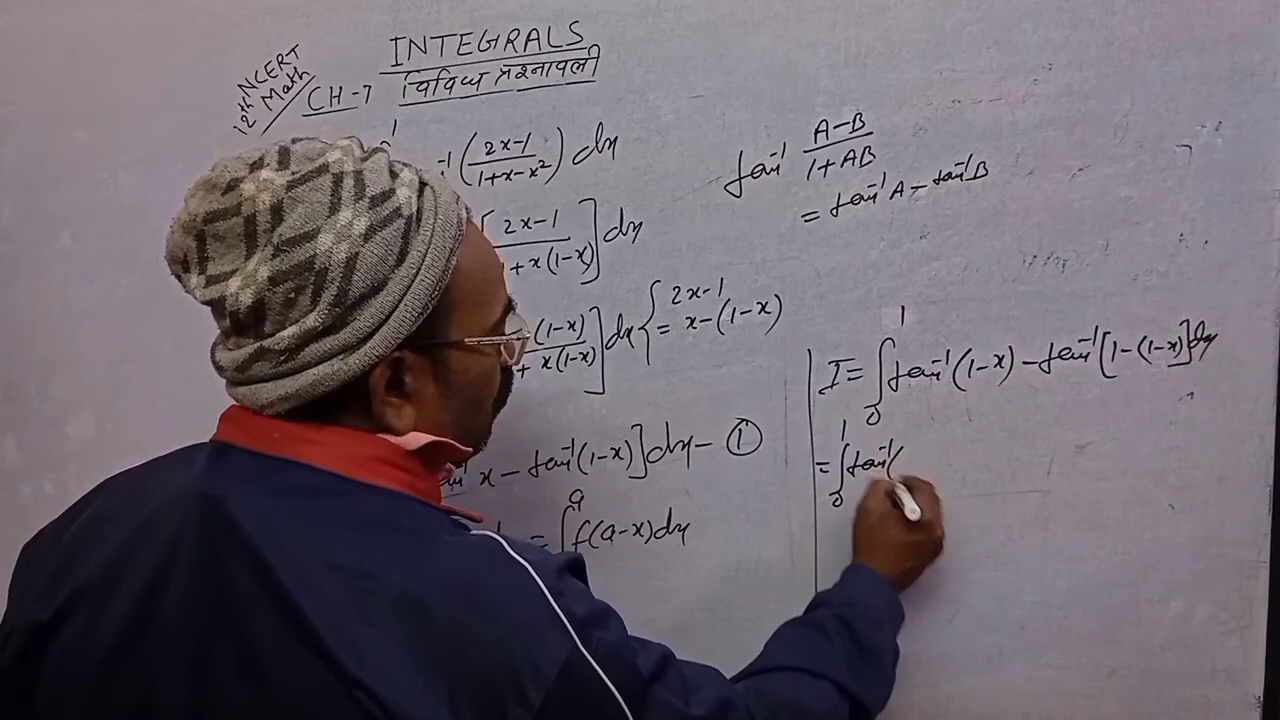 INTEGRALS
NCERT
12th Math
CH-7 विविध प्रश्नावली
1
-1 (2x-1 / 1+x-x²) dx
[2x-1 / 1+x(1-x)] dx
(1-x) / + x(1-x)] dx { 2x-1
= x-(1-x)
x - tan⁻¹(1-x)] dx - ①
= ∫ᵃ f(a-x) dx
tan⁻¹ A-B / 1+AB
= tan⁻¹A - tan⁻¹B
I = ∫₀¹ tan⁻¹(1-x) - tan⁻¹[1-(1-x)] dx
= ∫₀¹ tan⁻¹(